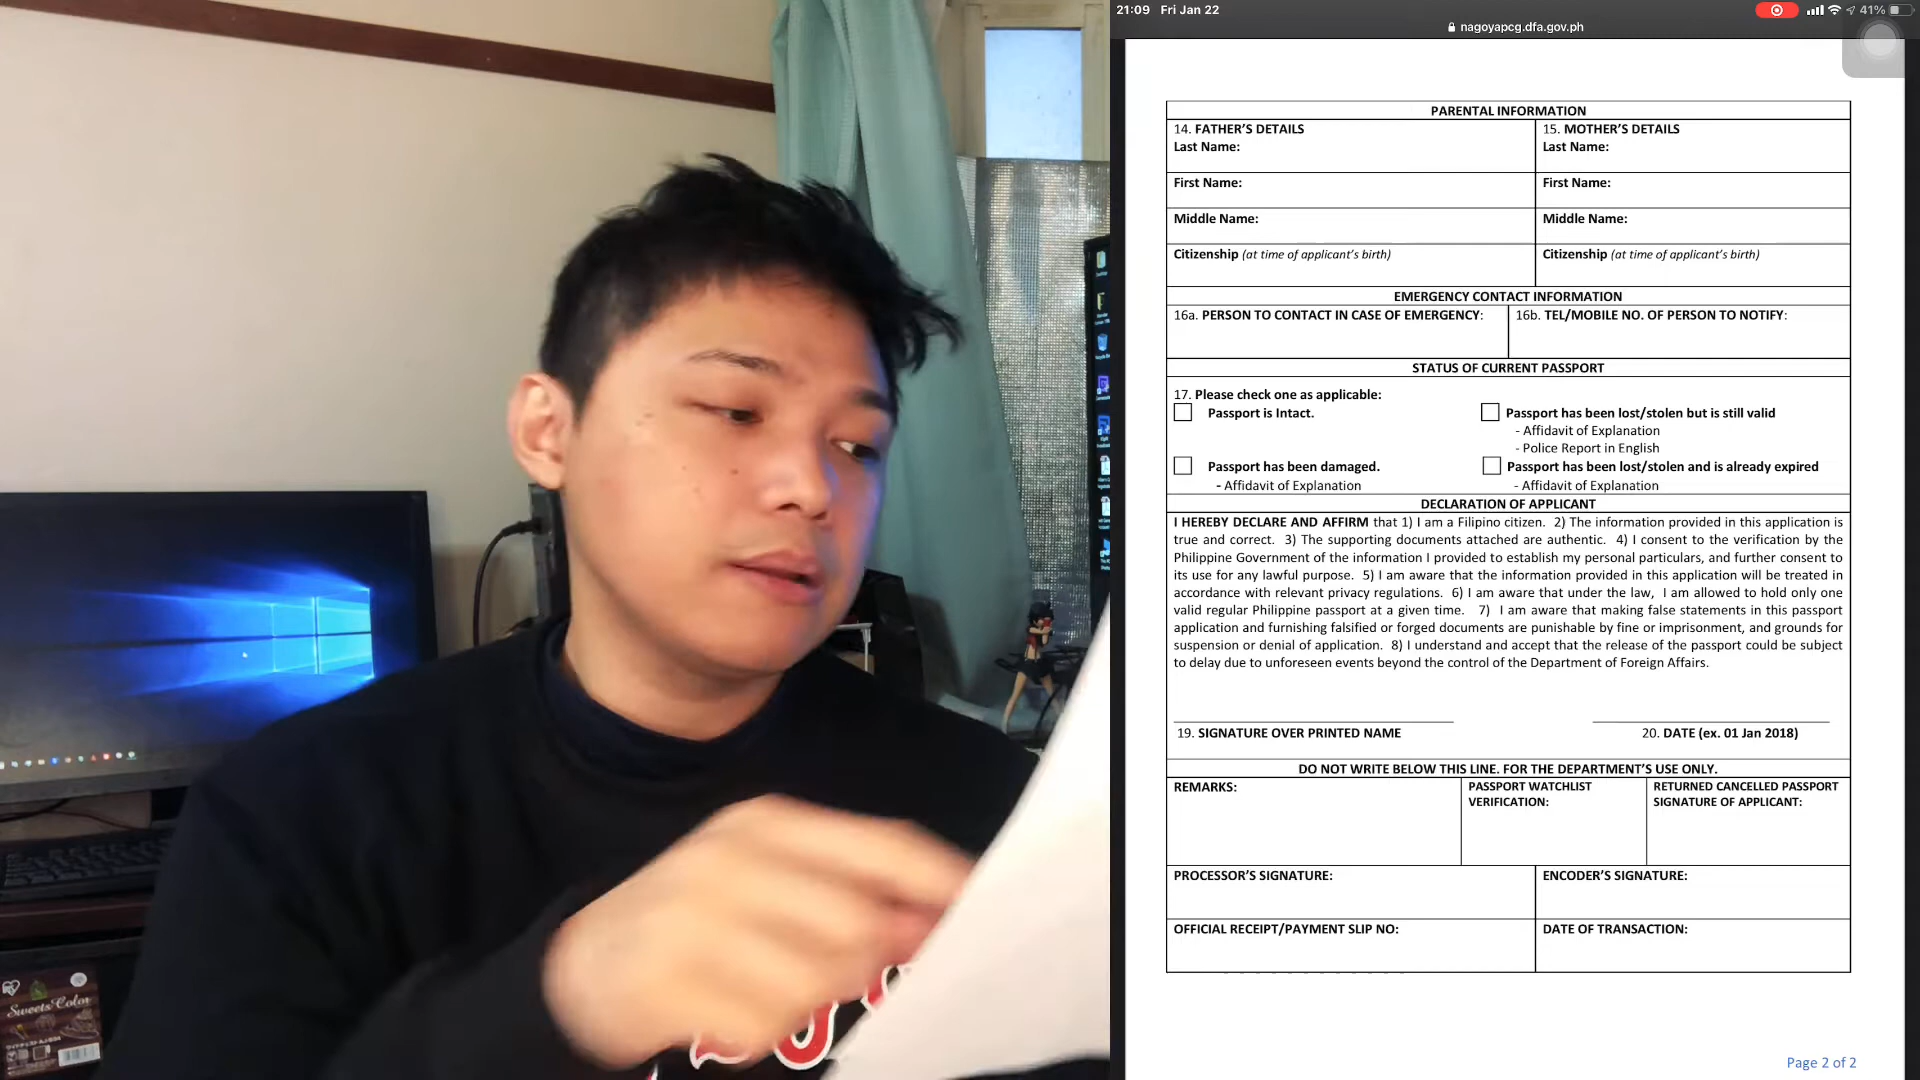 21:09 Fri Jan 22
41%
nagoyapcg.dfa.gov.ph
PARENTAL INFORMATION
14. FATHER'S DETAILS
Last Name:
15. MOTHER'S DETAILS
Last Name:
First Name:
First Name:
Middle Name:
Middle Name:
Citizenship (at time of applicant's birth)
Citizenship (at time of applicant's birth)
EMERGENCY CONTACT INFORMATION
16a. PERSON TO CONTACT IN CASE OF EMERGENCY:
16b. TEL/MOBILE NO. OF PERSON TO NOTIFY:
STATUS OF CURRENT PASSPORT
17. Please check one as applicable:
Passport is Intact.
Passport has been lost/stolen but is still valid
- Affidavit of Explanation
- Police Report in English
Passport has been damaged.
- Affidavit of Explanation
Passport has been lost/stolen and is already expired
- Affidavit of Explanation
DECLARATION OF APPLICANT
I HEREBY DECLARE AND AFFIRM that 1) I am a Filipino citizen. 2) The information provided in this application is
true and correct. 3) The supporting documents attached are authentic. 4) I consent to the verification by the
Philippine Government of the information I provided to establish my personal particulars, and further consent to
its use for any lawful purpose. 5) I am aware that the information provided in this application will be treated in
accordance with relevant privacy regulations. 6) I am aware that under the law, I am allowed to hold only one
valid regular Philippine passport at a given time. 7) I am aware that making false statements in this passport
application and furnishing falsified or forged documents are punishable by fine or imprisonment, and grounds for
suspension or denial of application. 8) I understand and accept that the release of the passport could be subject
to delay due to unforeseen events beyond the control of the Department of Foreign Affairs.
19. SIGNATURE OVER PRINTED NAME
20. DATE (ex. 01 Jan 2018)
DO NOT WRITE BELOW THIS LINE. FOR THE DEPARTMENT'S USE ONLY.
REMARKS:
PASSPORT WATCHLIST
VERIFICATION:
RETURNED CANCELLED PASSPORT
SIGNATURE OF APPLICANT:
PROCESSOR'S SIGNATURE:
ENCODER'S SIGNATURE:
OFFICIAL RECEIPT/PAYMENT SLIP NO:
DATE OF TRANSACTION:
Page 2 of 2
Sweets Color